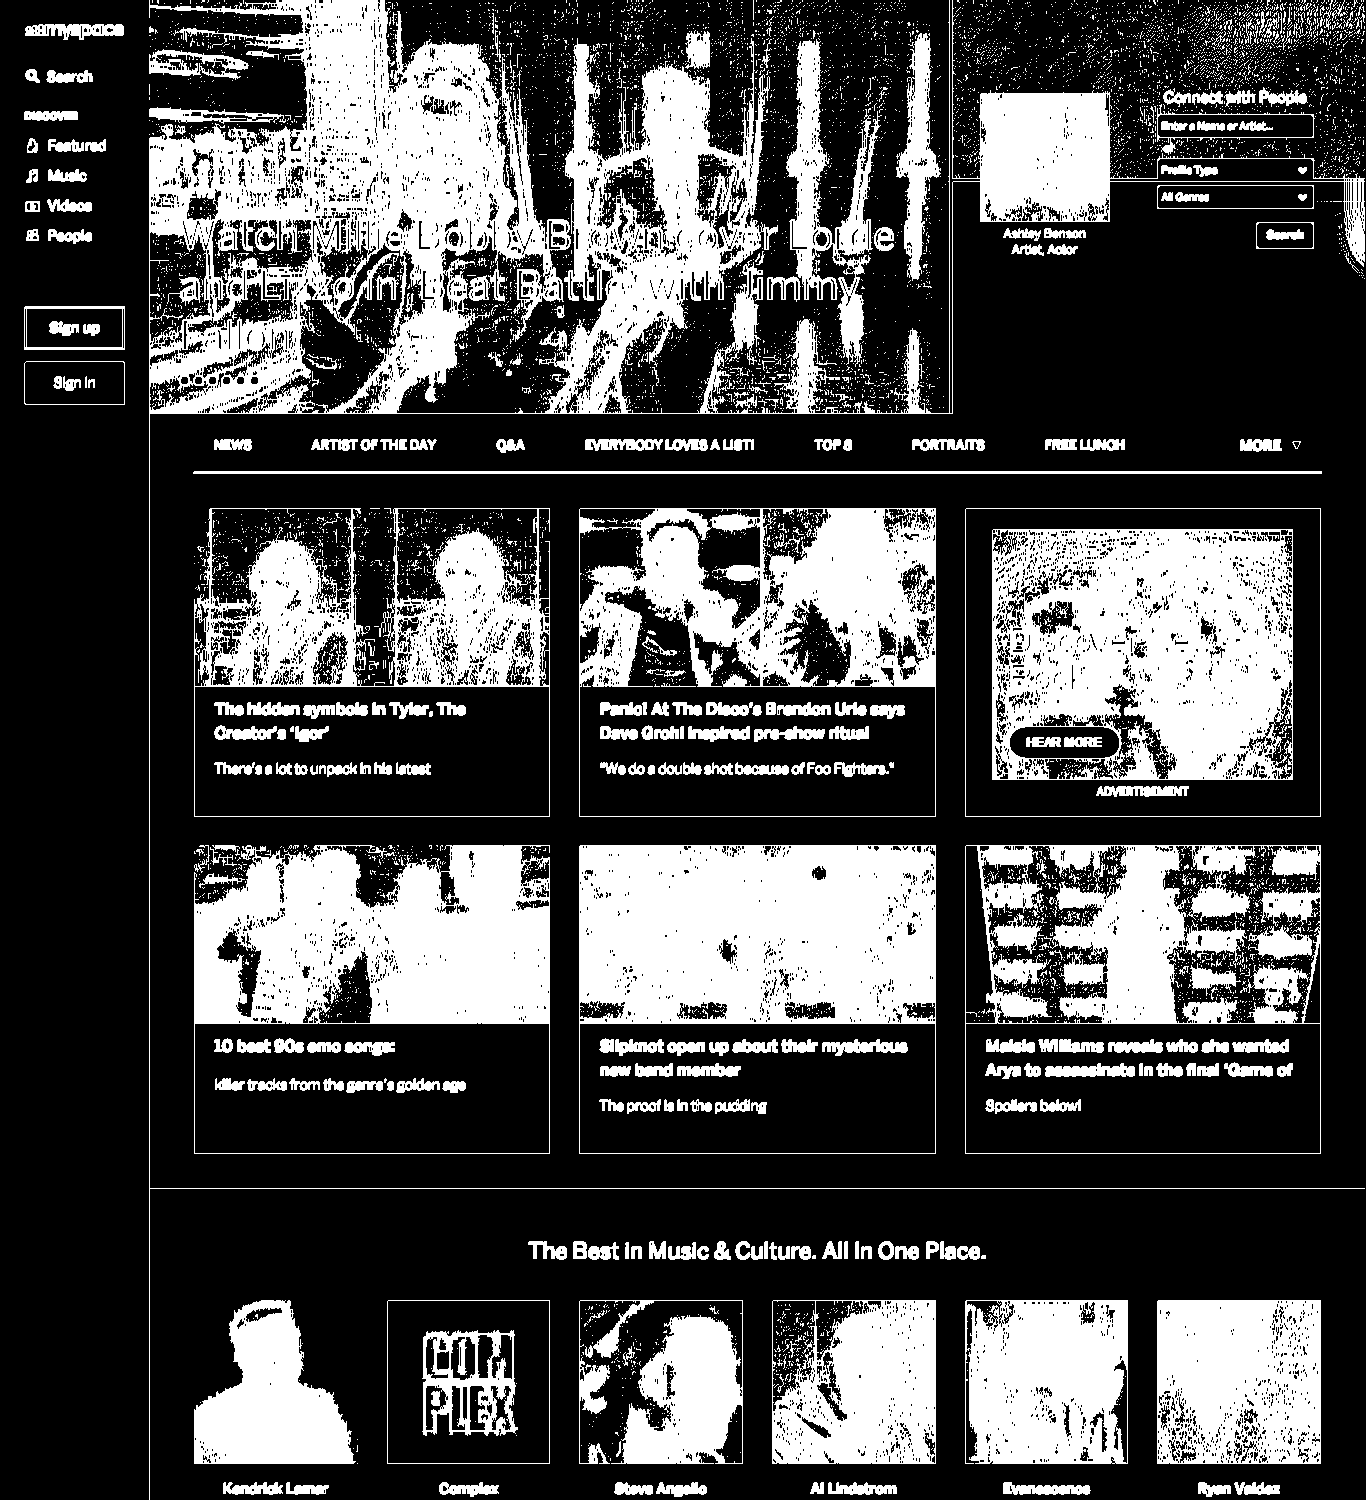 myspace
Search
DISCOVER
Featured
Music
Videos
People
Sign up
Sign in
Watch Millie Bobby Brown cover Lorde
and Lizzo in 'Beat Battle' with Jimmy
Fallon
Connect with People
Enter a Name or Artist...
Profile Type
All Genres
Search
Ashley Benson
Artist, Actor
NEWS
ARTIST OF THE DAY
Q&A
EVERYBODY LOVES A LIST!
TOP 8
PORTRAITS
FREE LUNCH
MORE
The hidden symbols in Tyler, The
Creator's 'Igor'
There's a lot to unpack in his latest
Panic! At The Disco's Brendon Urie says
Dave Grohl inspired pre-show ritual
"We do a double shot because of Foo Fighters."
HEAR MORE
ADVERTISEMENT
10 best 90s emo songs:
killer tracks from the genre's golden age
Slipknot open up about their mysterious
new band member
The proof is in the pudding
Maisie Williams reveals who she wanted
Arya to assassinate in the final 'Game of
Spoilers below!
The Best in Music & Culture. All in One Place.
COM
PLEX
Kendrick Lamar
Complex
Steve Angello
Al Lindstrom
Evanescence
Ryan Valdez